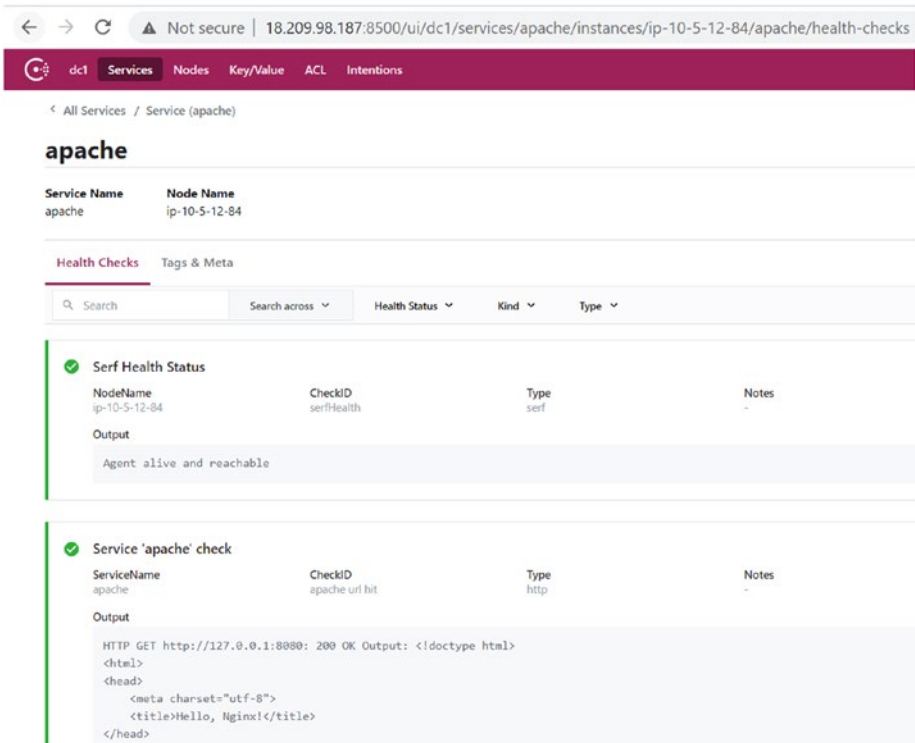 Not secure | 18.209.98.187:8500/ui/dc1/services/apache/instances/ip-10-5-12-84/apache/health-checks
dc1 Services Nodes Key/Value ACL Intentions
All Services / Service (apache)
apache
Service Name Node Name
apache ip-10-5-12-84
Health Checks Tags & Meta
Search Search across Health Status Kind Type
Serf Health Status
NodeName CheckID Type Notes
ip-10-5-12-84 serfHealth serf -
Output
Agent alive and reachable
Service 'apache' check
ServiceName CheckID Type Notes
apache apache url hit http -
Output
HTTP GET http://127.0.0.1:8080: 200 OK Output: <!doctype html>
<html>
<head>
<meta charset="utf-8">
<title>Hello, Nginx!</title>
</head>